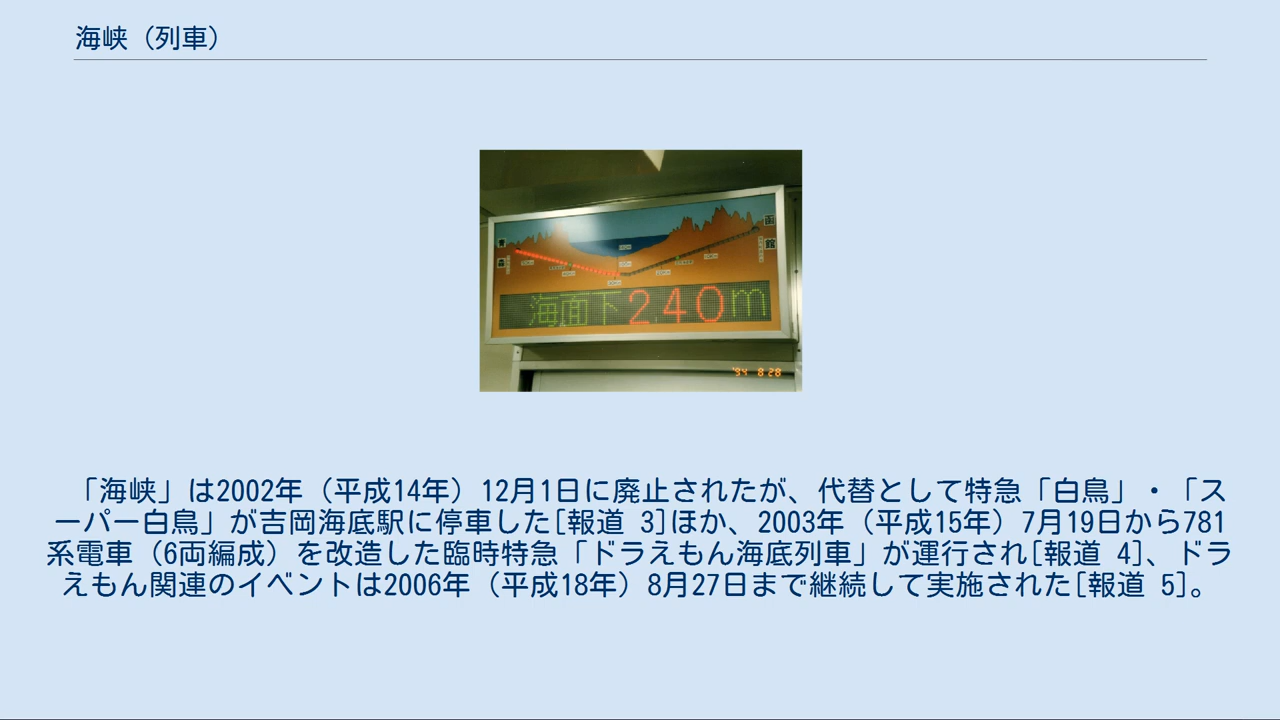 海峡（列車）
青森
函館
海面下240m
'94 8 28
「海峡」は2002年（平成14年）12月1日に廃止されたが、代替として特急「白鳥」・「ス
ーパー白鳥」が吉岡海底駅に停車した[報道 3]ほか、2003年（平成15年）7月19日から781
系電車（6両編成）を改造した臨時特急「ドラえもん海底列車」が運行され[報道 4]、ドラ
えもん関連のイベントは2006年（平成18年）8月27日まで継続して実施された[報道 5]。